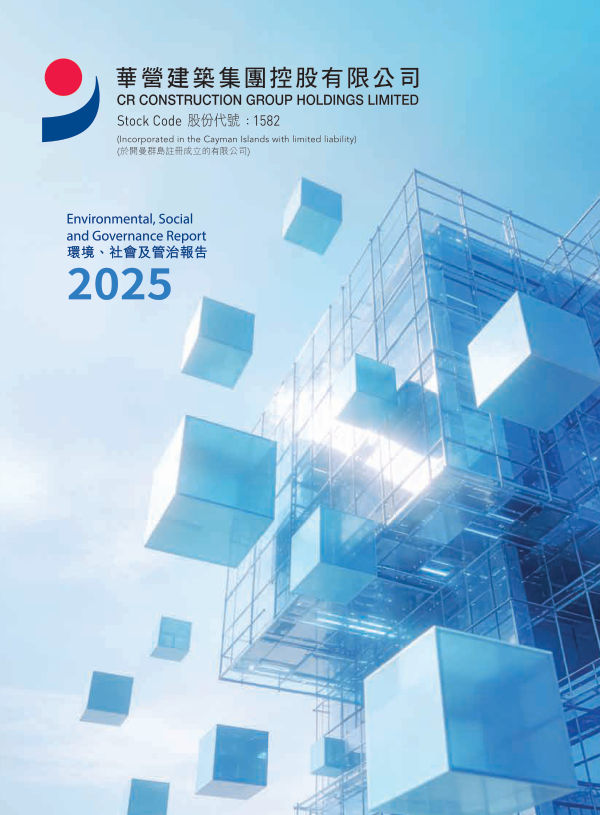 華營建築集團控股有限公司
CR CONSTRUCTION GROUP HOLDINGS LIMITED
Stock Code 股份代號：1582
(Incorporated in the Cayman Islands with limited liability)
(於開曼群島註冊成立的有限公司)
Environmental, Social
and Governance Report
環境、社會及管治報告
2025